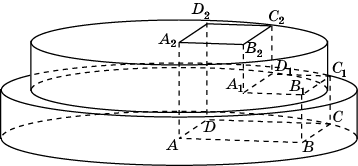 D₂ C₂
A₂ B₂
D₁ C₁
A₁ B₁
D C
A B